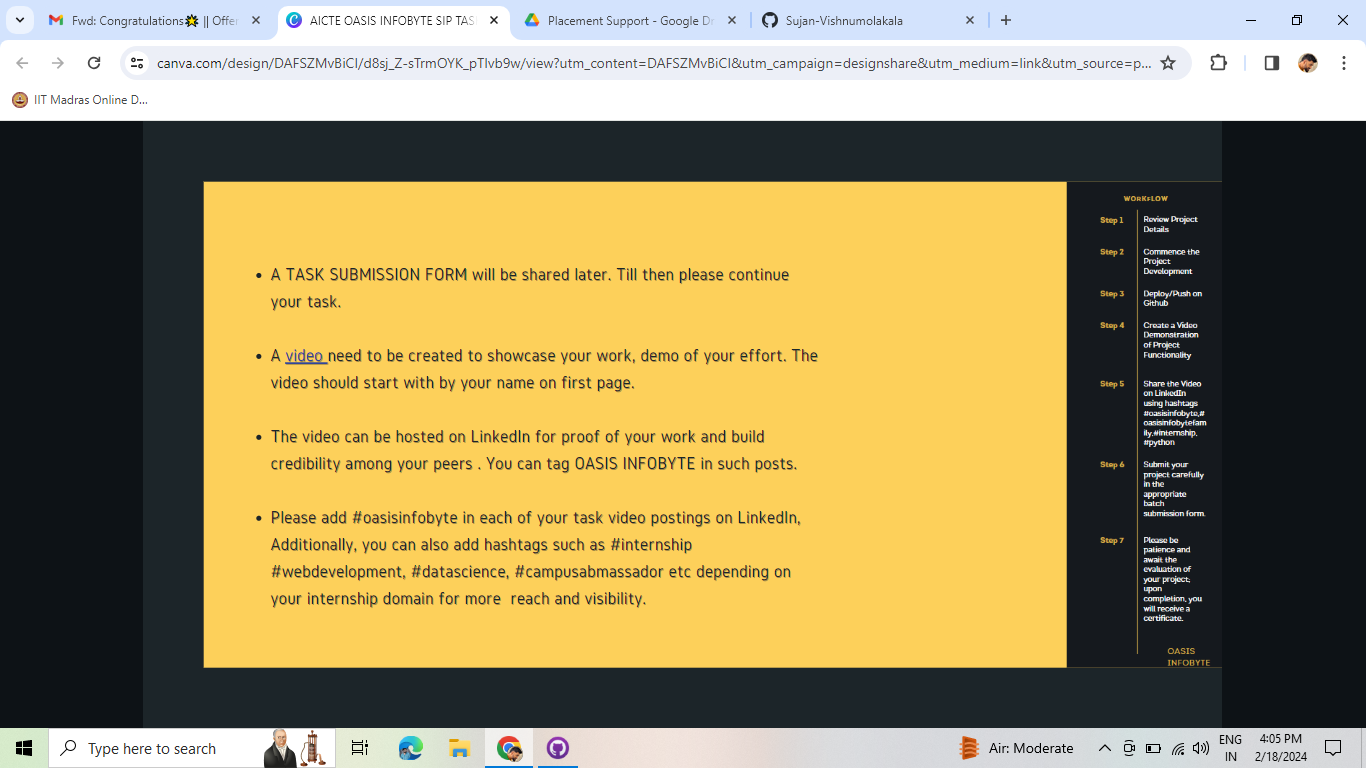 Fwd: Congratulations🌟 || Offer
AICTE OASIS INFOBYTE SIP TAS
Placement Support - Google Dr
Sujan-Vishnumolakala
canva.com/design/DAFSZMvBiCI/d8sj_Z-sTrmOYK_pTlvb9w/view?utm_content=DAFSZMvBiCI&utm_campaign=designshare&utm_medium=link&utm_source=p...
IIT Madras Online D...
• A TASK SUBMISSION FORM will be shared later. Till then please continue
your task.
• A video need to be created to showcase your work, demo of your effort. The
video should start with by your name on first page.
• The video can be hosted on LinkedIn for proof of your work and build
credibility among your peers . You can tag OASIS INFOBYTE in such posts.
• Please add #oasisinfobyte in each of your task video postings on LinkedIn,
Additionally, you can also add hashtags such as #internship
#webdevelopment, #datascience, #campusabmassador etc depending on
your internship domain for more  reach and visibility.
WORKFLOW
Step 1
Review Project
Details
Step 2
Commence the
Project
Development
Step 3
Deploy/Push on
Github
Step 4
Create a Video
Demonstration
of Project
Functionality
Step 5
Share the Video
on LinkedIn
using hashtags
#oasisinfobyte,#
oasisinfobytefam
ily,#internship,
#python
Step 6
Submit your
project carefully
in the
appropriate
batch
submission form.
Step 7
Please be
patience and
await the
evaluation of
your project;
upon
completion, you
will receive a
certificate.
OASIS
INFOBYTE
Type here to search
Air: Moderate
ENG
IN
4:05 PM
2/18/2024